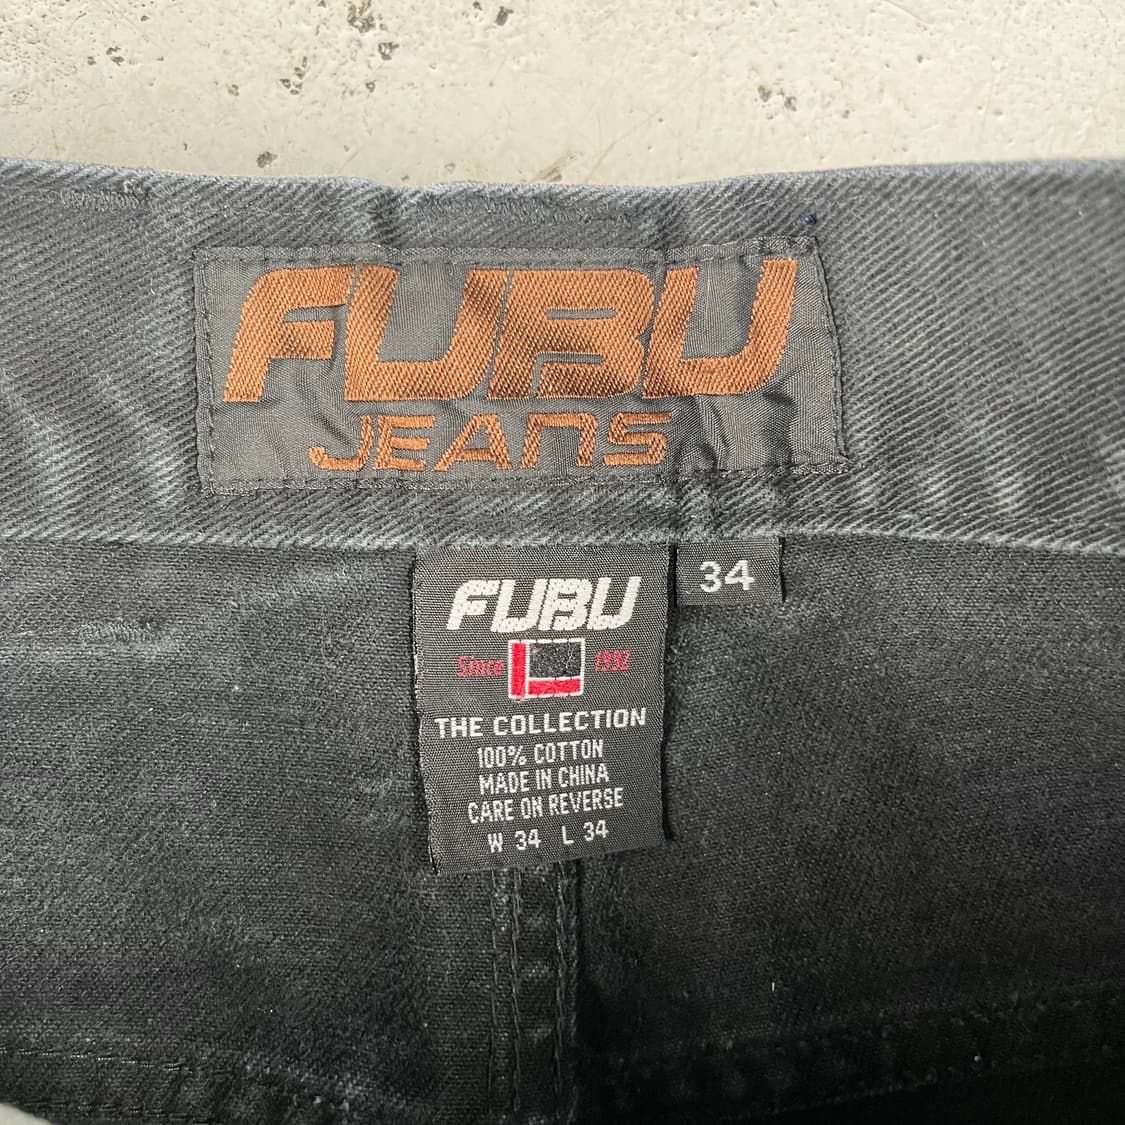 FUBU
JEANS
34
FUBU
Since 1992
THE COLLECTION
100% COTTON
MADE IN CHINA
CARE ON REVERSE
W 34 L 34